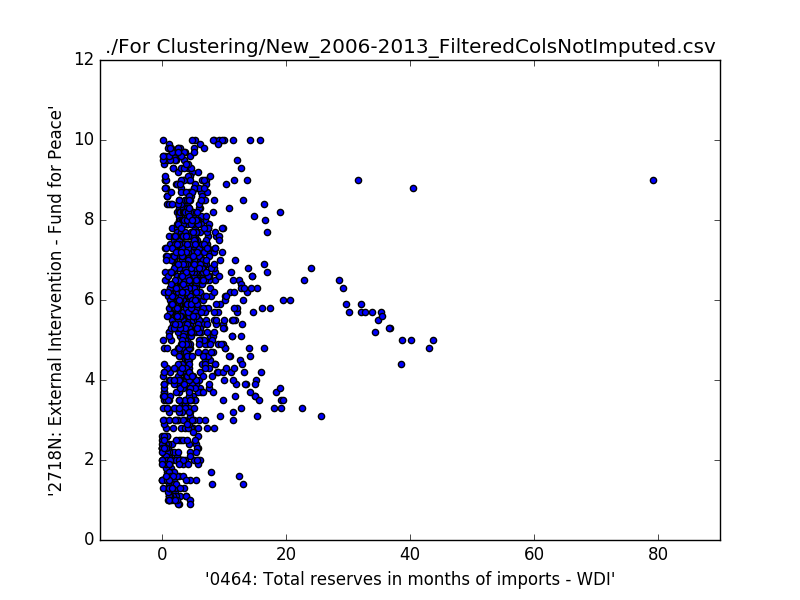 ./For Clustering/New_2006-2013_FilteredColsNotImputed.csv
'2718N: External Intervention - Fund for Peace'
12
10
8
6
4
2
0
0 20 40 60 80
'0464: Total reserves in months of imports - WDI'